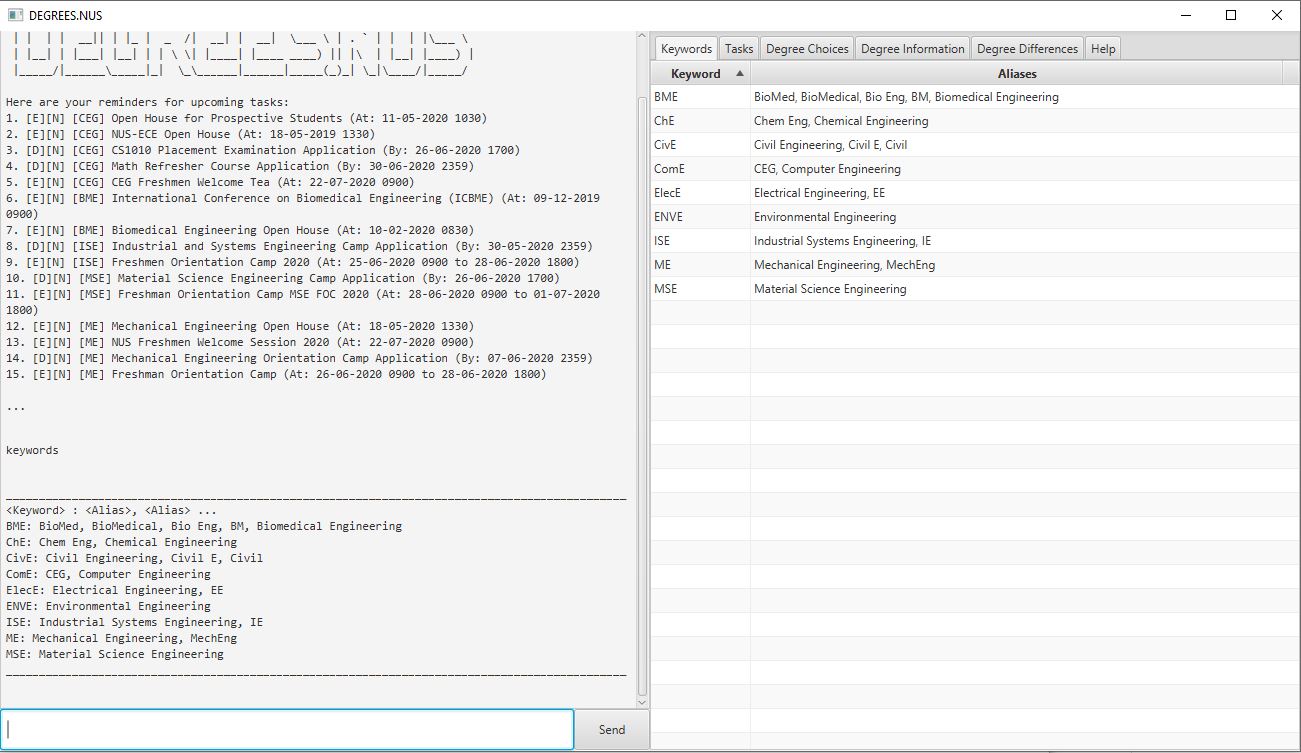 DEGREES.NUS
Here are your reminders for upcoming tasks:
1. [E][N] [CEG] Open House for Prospective Students (At: 11-05-2020 1030)
2. [E][N] [CEG] NUS-ECE Open House (At: 18-05-2019 1330)
3. [D][N] [CEG] CS1010 Placement Examination Application (By: 26-06-2020 1700)
4. [D][N] [CEG] Math Refresher Course Application (By: 30-06-2020 2359)
5. [E][N] [CEG] CEG Freshmen Welcome Tea (At: 22-07-2020 0900)
6. [E][N] [BME] International Conference on Biomedical Engineering (ICBME) (At: 09-12-2019
0900)
7. [E][N] [BME] Biomedical Engineering Open House (At: 10-02-2020 0830)
8. [D][N] [ISE] Industrial and Systems Engineering Camp Application (By: 30-05-2020 2359)
9. [E][N] [ISE] Freshmen Orientation Camp 2020 (At: 25-06-2020 0900 to 28-06-2020 1800)
10. [D][N] [MSE] Material Science Engineering Camp Application (By: 26-06-2020 1700)
11. [E][N] [MSE] Freshman Orientation Camp MSE FOC 2020 (At: 28-06-2020 0900 to 01-07-2020
1800)
12. [E][N] [ME] Mechanical Engineering Open House (At: 18-05-2020 1330)
13. [E][N] [ME] NUS Freshmen Welcome Session 2020 (At: 22-07-2020 0900)
14. [D][N] [ME] Mechanical Engineering Orientation Camp Application (By: 07-06-2020 2359)
15. [E][N] [ME] Freshman Orientation Camp (At: 26-06-2020 0900 to 28-06-2020 1800)
...
keywords
<Keyword> : <Alias>, <Alias> ...
BME: BioMed, BioMedical, Bio Eng, BM, Biomedical Engineering
ChE: Chem Eng, Chemical Engineering
CivE: Civil Engineering, Civil E, Civil
ComE: CEG, Computer Engineering
ElecE: Electrical Engineering, EE
ENVE: Environmental Engineering
ISE: Industrial Systems Engineering, IE
ME: Mechanical Engineering, MechEng
MSE: Material Science Engineering
Send
Keywords Tasks Degree Choices Degree Information Degree Differences Help
Keyword Aliases
BME BioMed, BioMedical, Bio Eng, BM, Biomedical Engineering
ChE Chem Eng, Chemical Engineering
CivE Civil Engineering, Civil E, Civil
ComE CEG, Computer Engineering
ElecE Electrical Engineering, EE
ENVE Environmental Engineering
ISE Industrial Systems Engineering, IE
ME Mechanical Engineering, MechEng
MSE Material Science Engineering